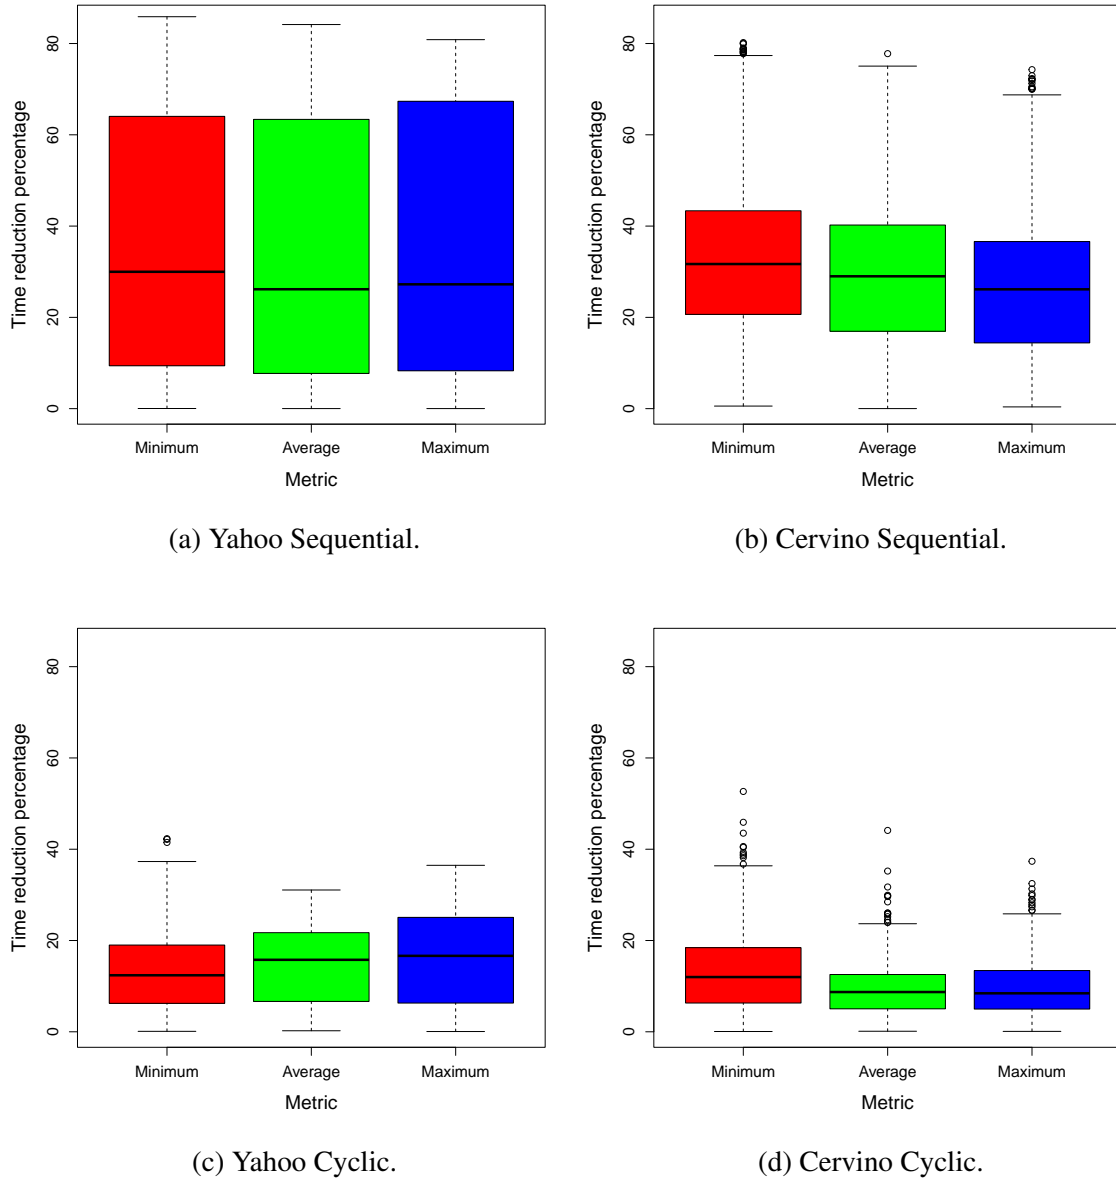 Time reduction percentage
80
60
40
20
0
Minimum Average Maximum
Metric
(a) Yahoo Sequential.
Time reduction percentage
80
60
40
20
0
Minimum Average Maximum
Metric
(b) Cervino Sequential.
Time reduction percentage
80
60
40
20
0
Minimum Average Maximum
Metric
(c) Yahoo Cyclic.
Time reduction percentage
80
60
40
20
0
Minimum Average Maximum
Metric
(d) Cervino Cyclic.